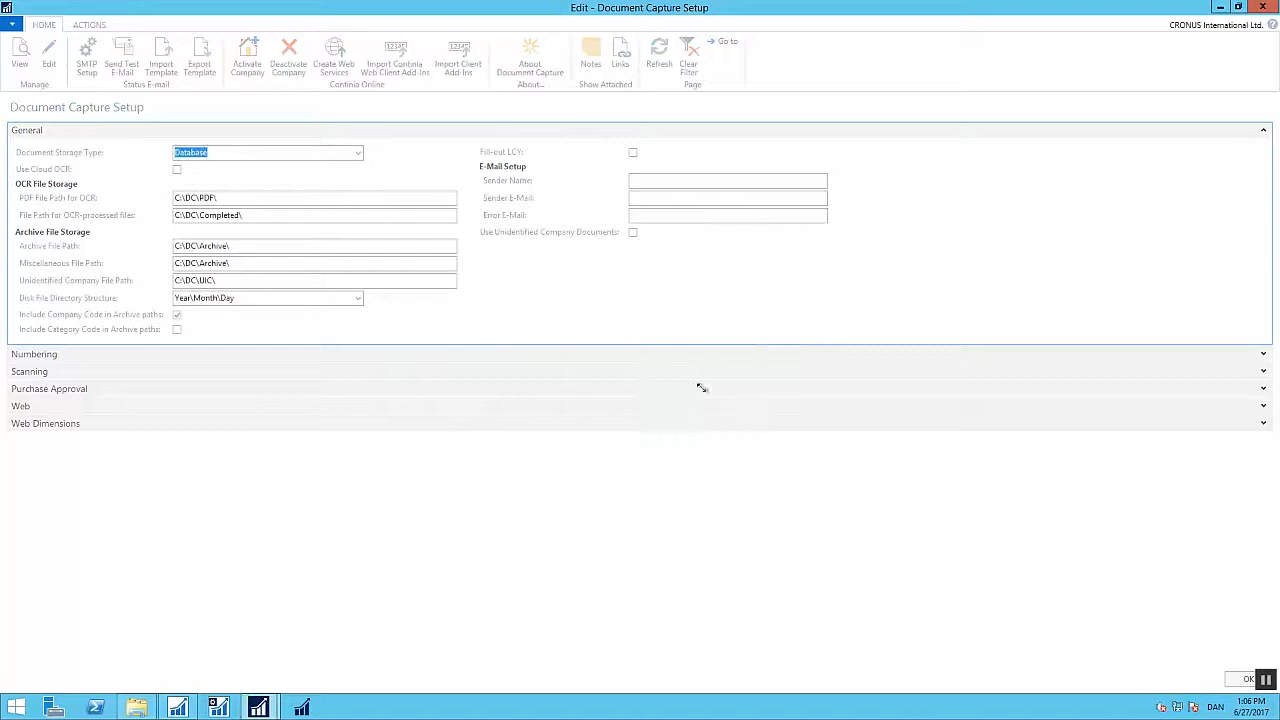 Edit - Document Capture Setup
HOME ACTIONS CRONUS International Ltd.
View Edit SMTP Setup Send Test E-Mail Import Template Export Template Activate Company Deactivate Company Create Web Services Import Continia Web Client Add-Ins Import Client Add-Ins About Document Capture Notes Links Refresh Clear Filter Go to
Manage Status E-mail Continia Online About... Show Attached Page
Document Capture Setup
General
Document Storage Type: Database
Use Cloud OCR:
OCR File Storage
PDF File Path for OCR: C:\DC\PDF\
File Path for OCR-processed files: C:\DC\Completed\
Archive File Storage
Archive File Path: C:\DC\Archive\
Miscellaneous File Path: C:\DC\Archive\
Unidentified Company File Path: C:\DC\UIC\
Disk File Directory Structure: Year\Month\Day
Include Company Code in Archive paths:
Include Category Code in Archive paths:
Fill-out LCY:
E-Mail Setup
Sender Name:
Sender E-Mail:
Error E-Mail:
Use Unidentified Company Documents:
Numbering
Scanning
Purchase Approval
Web
Web Dimensions
OK
DAN
1:06 PM
6/27/2017